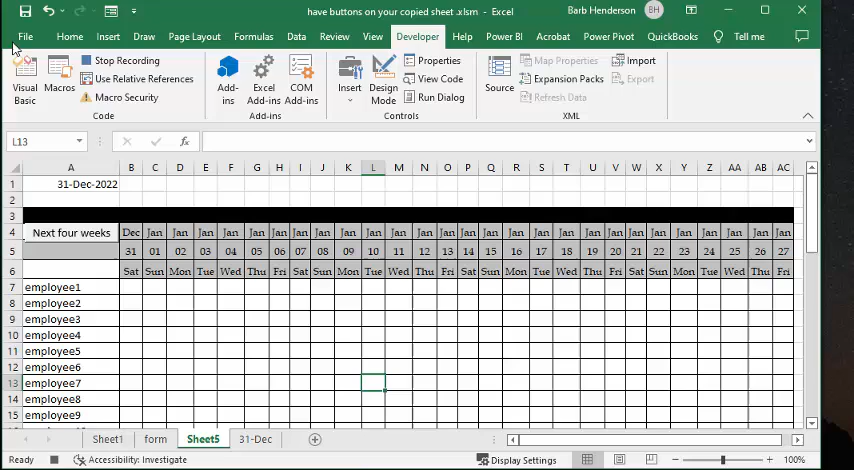 have buttons on your copied sheet .xlsm - Excel
Barb Henderson
BH
File Home Insert Draw Page Layout Formulas Data Review View Developer Help Power BI Acrobat Power Pivot QuickBooks Tell me
Visual Basic
Macros
Stop Recording
Use Relative References
Macro Security
Code
Add-ins
Excel Add-ins
COM Add-ins
Add-ins
Insert
Design Mode
Properties
View Code
Run Dialog
Controls
Source
Map Properties
Expansion Packs
Refresh Data
Import
Export
XML
L13
fx
A B C D E F G H I J K L M N O P Q R S T U V W X Y Z AA AB AC
1 31-Dec-2022
2
3
4 Next four weeks Dec Jan Jan Jan Jan Jan Jan Jan Jan Jan Jan Jan Jan Jan Jan Jan Jan Jan Jan Jan Jan Jan Jan Jan Jan Jan Jan Jan
5 31 01 02 03 04 05 06 07 08 09 10 11 12 13 14 15 16 17 18 19 20 21 22 23 24 25 26 27
6 Sat Sun Mon Tue Wed Thu Fri Sat Sun Mon Tue Wed Thu Fri Sat Sun Mon Tue Wed Thu Fri Sat Sun Mon Tue Wed Thu Fri
7 employee1
8 employee2
9 employee3
10 employee4
11 employee5
12 employee6
13 employee7
14 employee8
15 employee9
Sheet1 form Sheet5 31-Dec
Ready Accessibility: Investigate Display Settings 100%